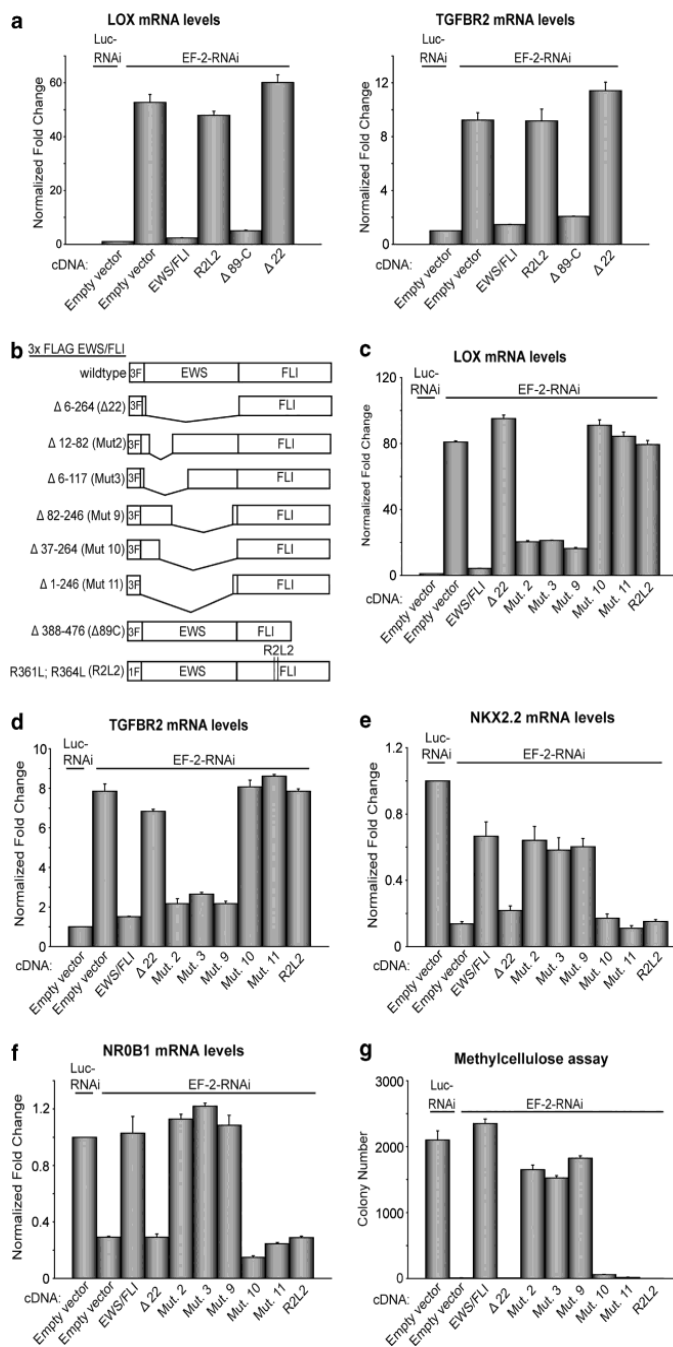 a
LOX mRNA levels
Luc-
RNAi
EF-2-RNAi
Normalized Fold Change
60
40
20
0
cDNA:
Empty vector
Empty vector
EWS/FLI
R2L2
Δ 89-C
Δ 22
TGFBR2 mRNA levels
Luc-
RNAi
EF-2-RNAi
Normalized Fold Change
12
8
4
0
cDNA:
Empty vector
Empty vector
EWS/FLI
R2L2
Δ 89-C
Δ 22
b
3x FLAG EWS/FLI
wildtype 3F EWS FLI
Δ 6-264 (Δ22) 3F FLI
Δ 12-82 (Mut2) 3F FLI
Δ 6-117 (Mut3) 3F FLI
Δ 82-246 (Mut 9) 3F FLI
Δ 37-264 (Mut 10) 3F FLI
Δ 1-246 (Mut 11) 3F FLI
Δ 388-476 (Δ89C) 3F EWS FLI
R2L2
R361L; R364L (R2L2) 1F EWS FLI
c
LOX mRNA levels
Luc-
RNAi
EF-2-RNAi
Normalized Fold Change
120
80
40
0
cDNA:
Empty vector
Empty vector
EWS/FLI
Δ 22
Mut. 2
Mut. 3
Mut. 9
Mut. 10
Mut. 11
R2L2
d
TGFBR2 mRNA levels
Luc-
RNAi
EF-2-RNAi
Normalized Fold Change
10
8
6
4
2
0
cDNA:
Empty vector
Empty vector
EWS/FLI
Δ 22
Mut. 2
Mut. 3
Mut. 9
Mut. 10
Mut. 11
R2L2
e
NKX2.2 mRNA levels
Luc-
RNAi
EF-2-RNAi
Normalized Fold Change
1.2
0.8
0.4
0
cDNA:
Empty vector
Empty vector
EWS/FLI
Δ 22
Mut. 2
Mut. 3
Mut. 9
Mut. 10
Mut. 11
R2L2
f
NR0B1 mRNA levels
Luc-
RNAi
EF-2-RNAi
Normalized Fold Change
1.2
0.8
0.4
0
cDNA:
Empty vector
Empty vector
EWS/FLI
Δ 22
Mut. 2
Mut. 3
Mut. 9
Mut. 10
Mut. 11
R2L2
g
Methylcellulose assay
Luc-
RNAi
EF-2-RNAi
Colony Number
3000
2000
1000
0
cDNA:
Empty vector
Empty vector
EWS/FLI
Δ 22
Mut. 2
Mut. 3
Mut. 9
Mut. 10
Mut. 11
R2L2